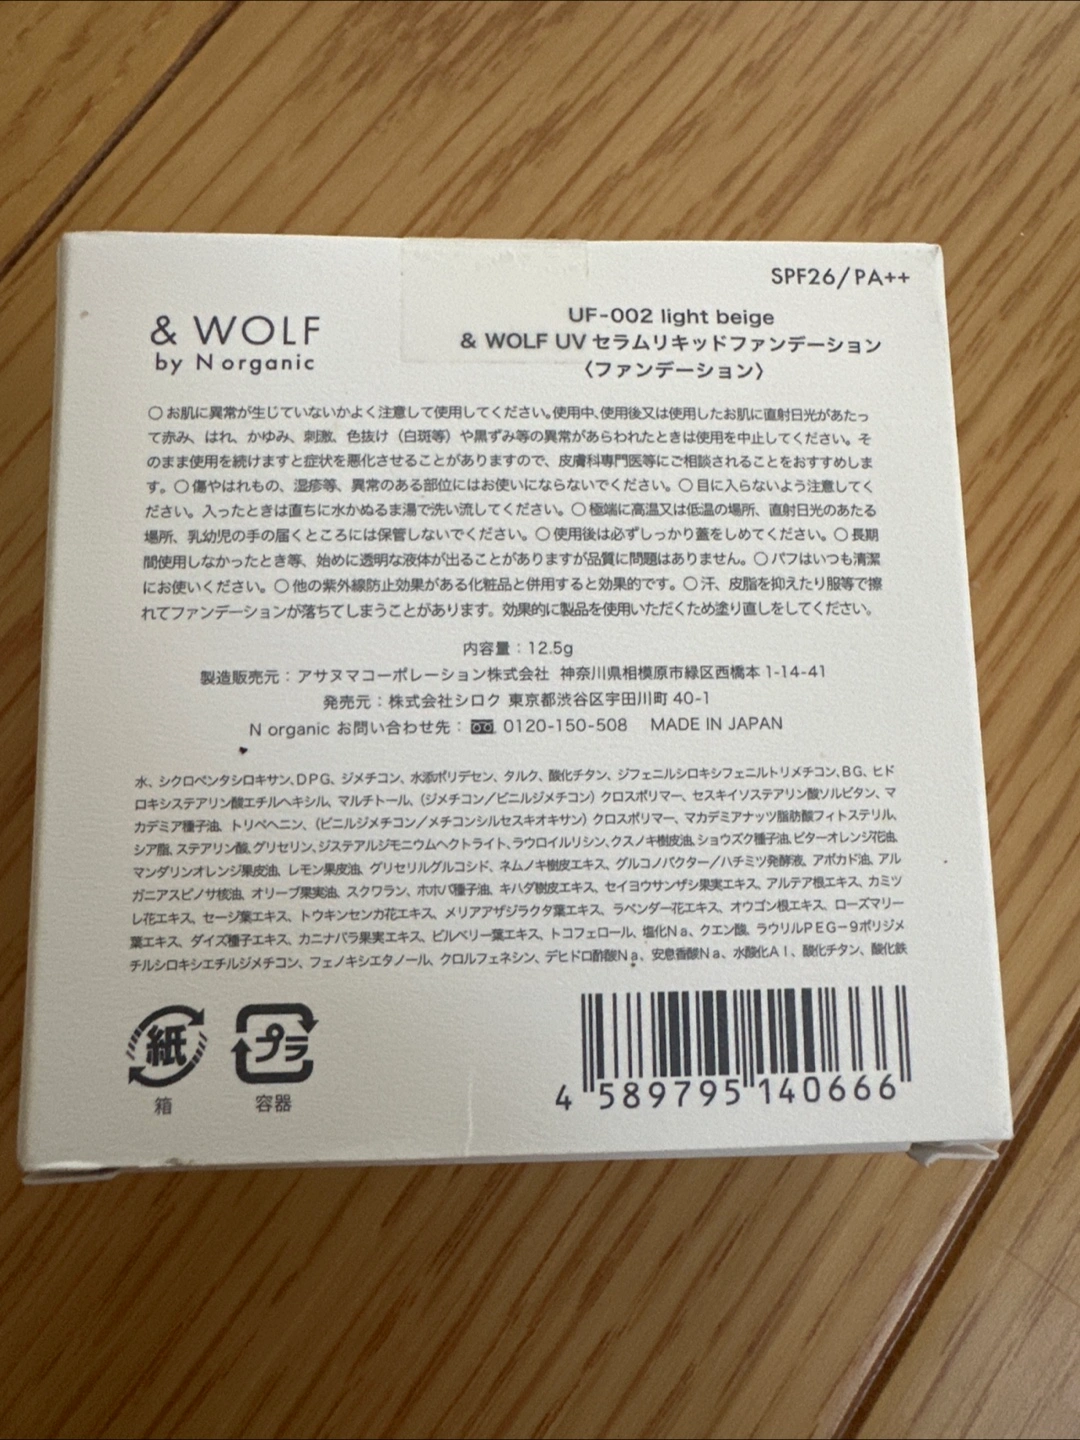 SPF26/PA++
& WOLF
by N organic
UF-002 light beige
& WOLF UV セラムリキッドファンデーション
〈ファンデーション〉
〇お肌に異常が生じていないかよく注意して使用してください。使用中、使用後又は使用したお肌に直射日光があたっ
て赤み、はれ、かゆみ、刺激、色抜け（白斑等）や黒ずみ等の異常があらわれたときは使用を中止してください。そ
のまま使用を続けますと症状を悪化させることがありますので、皮膚科専門医等にご相談されることをおすすめしま
す。〇傷やはれもの、湿疹等、異常のある部位にはお使いにならないでください。〇目に入らないよう注意してく
ださい。入ったときは直ちに水かぬるま湯で洗い流してください。〇極端に高温又は低温の場所、直射日光のあたる
場所、乳幼児の手の届くところには保管しないでください。〇使用後は必ずしっかり蓋をしめてください。〇長期
間使用しなかったとき等、始めに透明な液体が出ることがありますが品質に問題はありません。〇パフはいつも清潔
にお使いください。〇他の紫外線防止効果がある化粧品と併用すると効果的です。〇汗、皮脂を抑えたり服等で擦
れてファンデーションが落ちてしまうことがあります。効果的に製品を使用いただくため塗り直しをしてください。
内容量：12.5g
製造販売元：アサヌマコーポレーション株式会社 神奈川県相模原市緑区西橋本 1-14-41
発売元：株式会社シロク 東京都渋谷区宇田川町 40-1
N organic お問い合わせ先： 0120-150-508 MADE IN JAPAN
水、シクロペンタシロキサン、DPG、ジメチコン、水添ポリデセン、タルク、酸化チタン、ジフェニルシロキシフェニルトリメチコン、BG、ヒド
ロキシステアリン酸エチルヘキシル、マルチトール、（ジメチコン／ビニルジメチコン）クロスポリマー、セスキイソステアリン酸ソルビタン、マ
カデミア種子油、トリベヘニン、（ビニルジメチコン／メチコンシルセスキオキサン）クロスポリマー、マカデミアナッツ脂肪酸フィトステリル、
シア脂、ステアリン酸、グリセリン、ジステアルジモニウムヘクトライト、ラウロイルリシン、クスノキ樹皮油、ショウズク種子油、ビターオレンジ花油、
マンダリンオレンジ果皮油、レモン果皮油、グリセリルグルコシド、ネムノキ樹皮エキス、グルコノバクター／ハチミツ発酵液、アボカド油、アル
ガニアスピノサ核油、オリーブ果実油、スクワラン、ホホバ種子油、キハダ樹皮エキス、セイヨウサンザシ果実エキス、アルテア根エキス、カミツ
レ花エキス、セージ葉エキス、トウキンセンカ花エキス、メリアアザジラクタ葉エキス、ラベンダー花エキス、オウゴン根エキス、ローズマリー
葉エキス、ダイズ種子エキス、カニナバラ果実エキス、ビルベリー葉エキス、トコフェロール、塩化Na、クエン酸、ラウリルPEG－9ポリジメ
チルシロキシエチルジメチコン、フェノキシエタノール、クロルフェネシン、デヒドロ酢酸Na、安息香酸Na、水酸化Al、酸化チタン、酸化鉄
紙
箱
プラ
容器
4 589795 140666